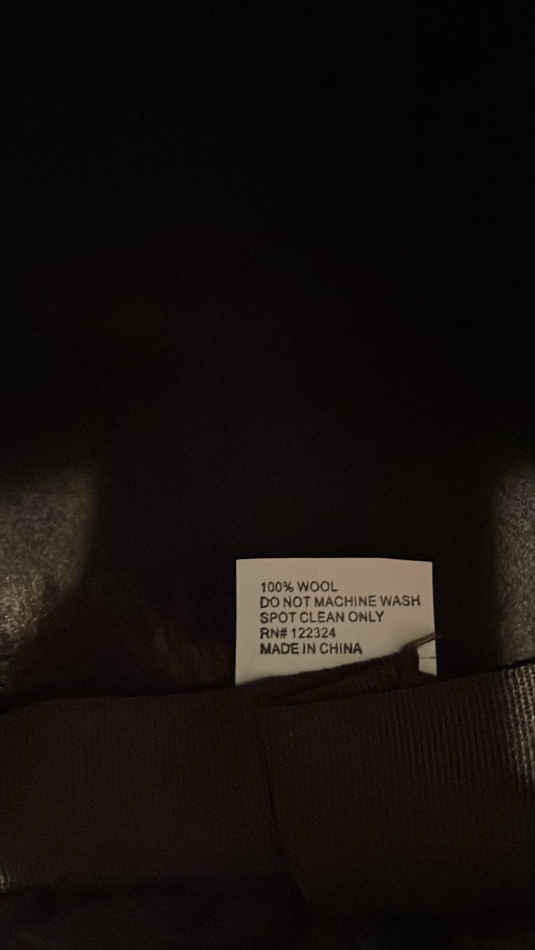 100% WOOL
DO NOT MACHINE WASH
SPOT CLEAN ONLY
RN# 122324
MADE IN CHINA